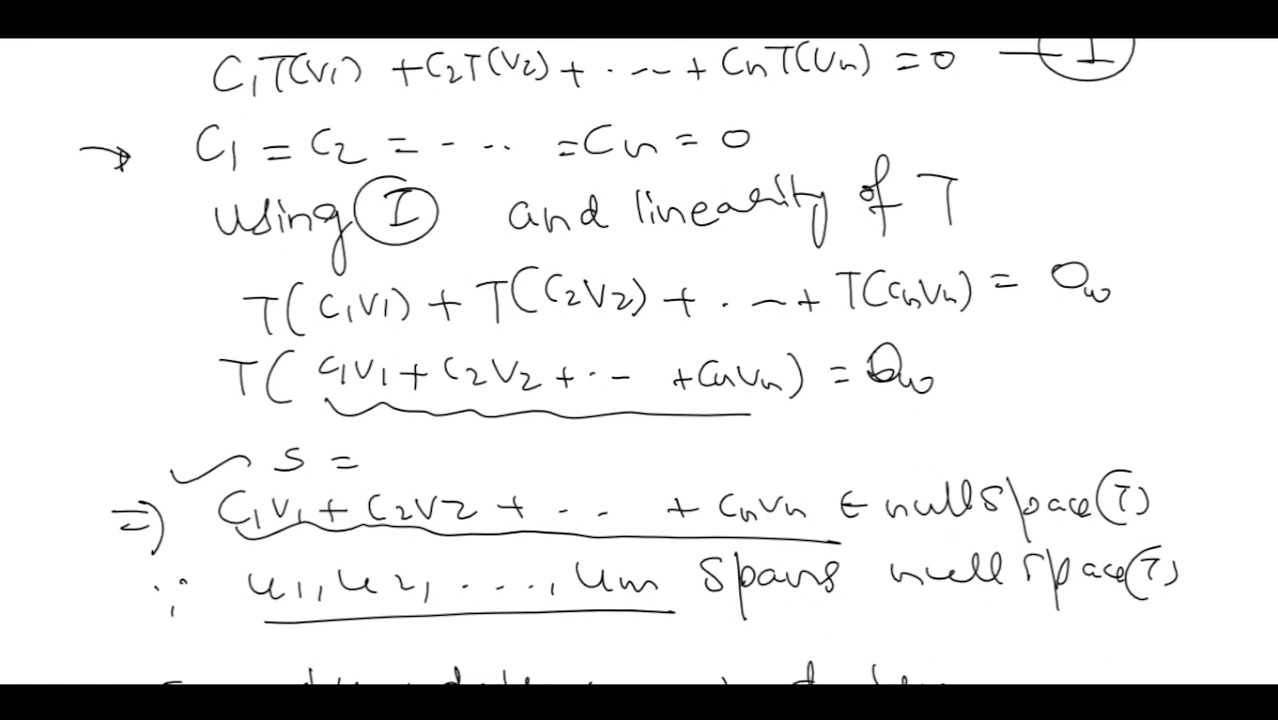 C₁T(v₁) + C₂T(v₂) + ..... + CnT(vn) = 0 — I
→ C₁ = C₂ = - .. = Cn = 0
using I and linearity of T
T(c₁v₁) + T(c₂v₂) + . - + T(cnvn) = 0w
T(c₁v₁ + c₂v₂ + .. - + cnvn) = 0w
S =
⇒) C₁v₁ + c₂v₂ + . . + cnvn ∈ nullspace(T)
∵ u₁, u₂, ...., um spans nullspace(T)